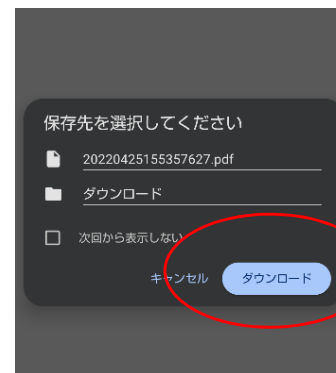 保存先を選択してください
20220425155357627.pdf
ダウンロード
次回から表示しない
キャンセル ダウンロード